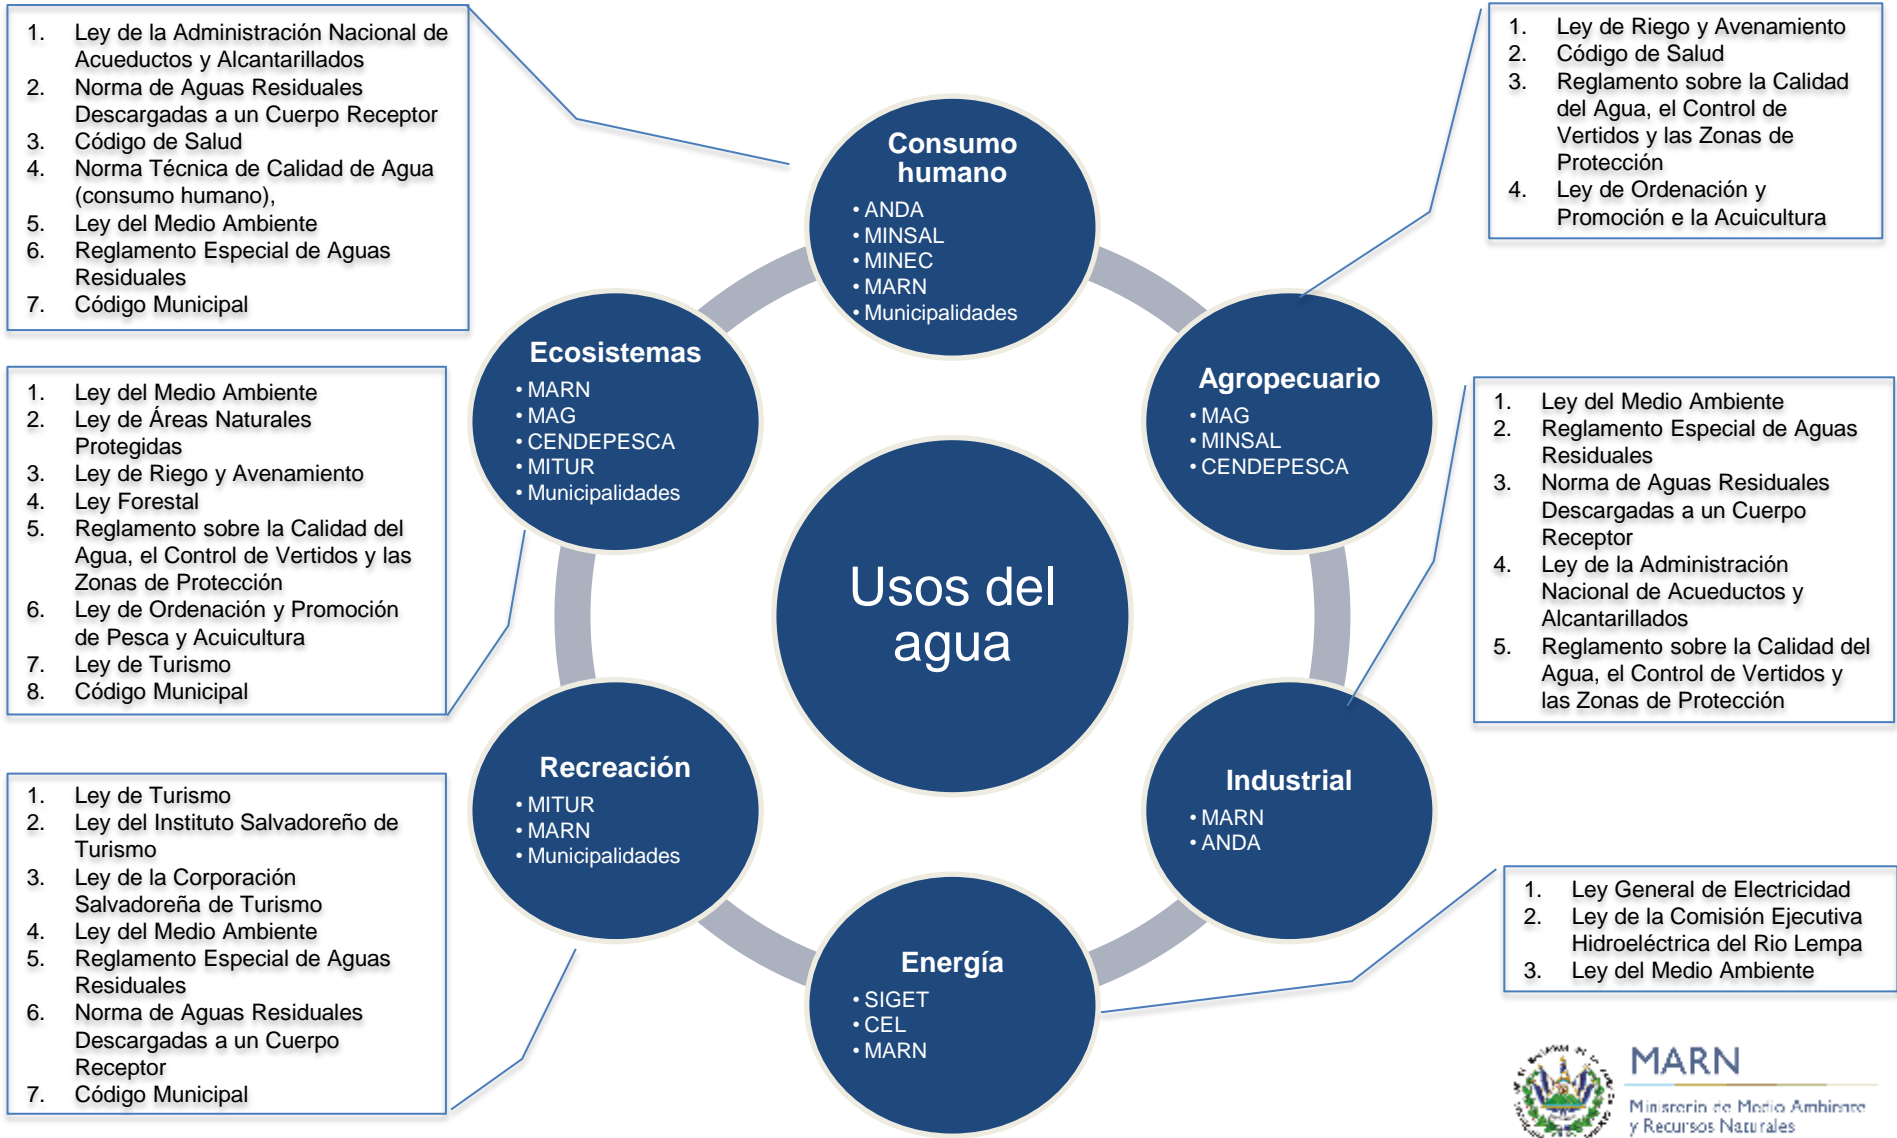 1. Ley de la Administración Nacional de
Acueductos y Alcantarillados
2. Norma de Aguas Residuales
Descargadas a un Cuerpo Receptor
3. Código de Salud
4. Norma Técnica de Calidad de Agua
(consumo humano),
5. Ley del Medio Ambiente
6. Reglamento Especial de Aguas
Residuales
7. Código Municipal
1. Ley del Medio Ambiente
2. Ley de Áreas Naturales
Protegidas
3. Ley de Riego y Avenamiento
4. Ley Forestal
5. Reglamento sobre la Calidad del
Agua, el Control de Vertidos y las
Zonas de Protección
6. Ley de Ordenación y Promoción
de Pesca y Acuicultura
7. Ley de Turismo
8. Código Municipal
1. Ley de Turismo
2. Ley del Instituto Salvadoreño de
Turismo
3. Ley de la Corporación
Salvadoreña de Turismo
4. Ley del Medio Ambiente
5. Reglamento Especial de Aguas
Residuales
6. Norma de Aguas Residuales
Descargadas a un Cuerpo
Receptor
7. Código Municipal
Consumo
humano
• ANDA
• MINSAL
• MINEC
• MARN
• Municipalidades
Ecosistemas
• MARN
• MAG
• CENDEPESCA
• MITUR
• Municipalidades
Agropecuario
• MAG
• MINSAL
• CENDEPESCA
Usos del
agua
Recreación
• MITUR
• MARN
• Municipalidades
Industrial
• MARN
• ANDA
Energía
• SIGET
• CEL
• MARN
1. Ley de Riego y Avenamiento
2. Código de Salud
3. Reglamento sobre la Calidad
del Agua, el Control de
Vertidos y las Zonas de
Protección
4. Ley de Ordenación y
Promoción e la Acuicultura
1. Ley del Medio Ambiente
2. Reglamento Especial de Aguas
Residuales
3. Norma de Aguas Residuales
Descargadas a un Cuerpo
Receptor
4. Ley de la Administración
Nacional de Acueductos y
Alcantarillados
5. Reglamento sobre la Calidad del
Agua, el Control de Vertidos y
las Zonas de Protección
1. Ley General de Electricidad
2. Ley de la Comisión Ejecutiva
Hidroeléctrica del Rio Lempa
3. Ley del Medio Ambiente
MARN
Ministerio de Medio Ambiente
y Recursos Naturales